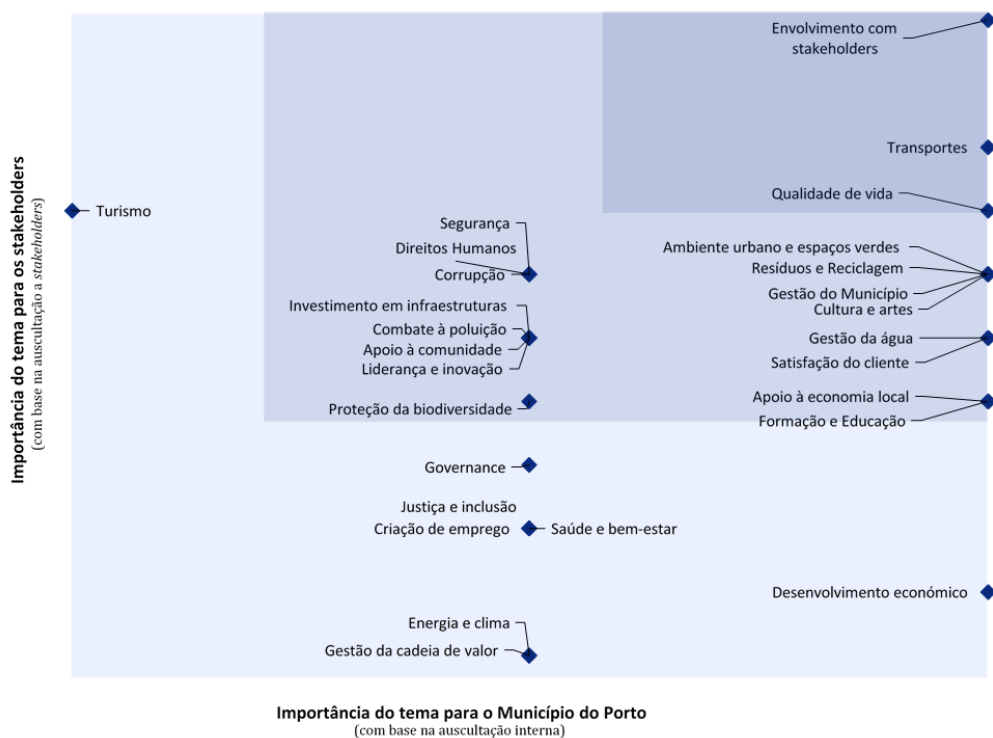 Envolvimento com
stakeholders
Transportes
Qualidade de vida
Turismo
Segurança
Direitos Humanos
Corrupção
Ambiente urbano e espaços verdes
Resíduos e Reciclagem
Gestão do Município
Cultura e artes
Investimento em infraestruturas
Combate à poluição
Apoio à comunidade
Liderança e inovação
Gestão da água
Satisfação do cliente
Proteção da biodiversidade
Apoio à economia local
Formação e Educação
Governance
Justiça e inclusão
Criação de emprego
Saúde e bem-estar
Desenvolvimento económico
Energia e clima
Gestão da cadeia de valor
Importância do tema para os stakeholders
(com base na auscultação a stakeholders)
Importância do tema para o Município do Porto
(com base na auscultação interna)